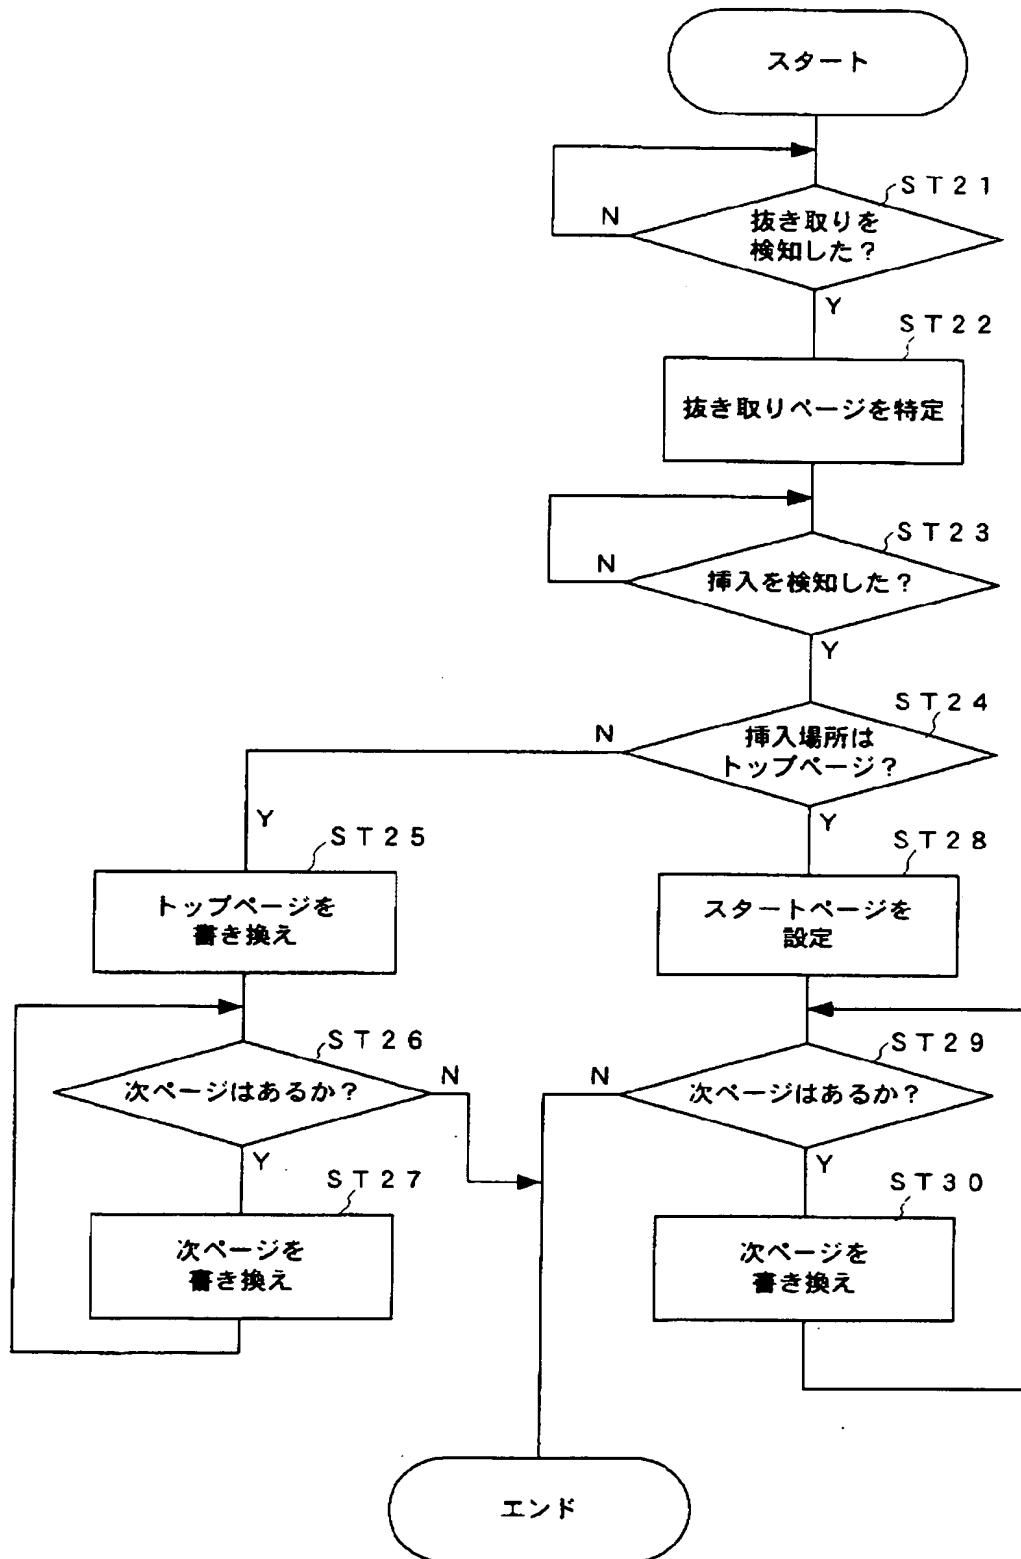 スタート
ST21
N
抜き取りを
検知した?
Y
ST22
抜き取りページを特定
ST23
N
挿入を検知した?
Y
ST24
N
挿入場所は
トップページ?
Y
Y
ST25
トップページを
書き換え
ST28
スタートページを
設定
ST26
次ページはあるか?
N
Y
ST29
N
次ページはあるか?
Y
ST27
次ページを
書き換え
ST30
次ページを
書き換え
エンド